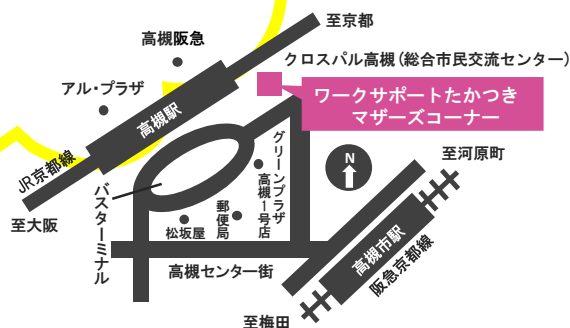 至京都
高槻阪急
クロスパル高槻（総合市民交流センター）
アル・プラザ
ワークサポートたかつき
マザーズコーナー
高槻駅
JR京都線
グリーンプラザ
高槻1号店
N
至河原町
バスターミナル
至大阪
松坂屋
郵便局
高槻市駅
阪急京都線
高槻センター街
至梅田